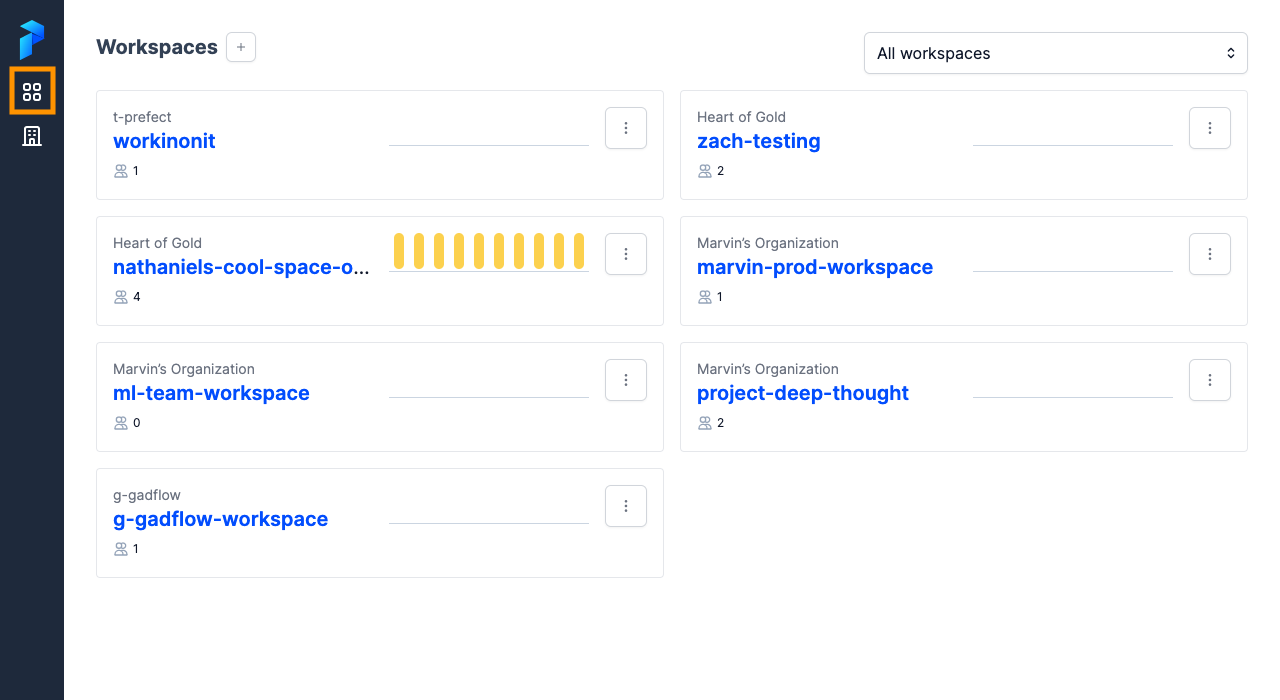 Workspaces
All workspaces
t-prefect
workinonit
1
Heart of Gold
zach-testing
2
Heart of Gold
nathaniels-cool-space-o...
4
Marvin’s Organization
marvin-prod-workspace
1
Marvin’s Organization
ml-team-workspace
0
Marvin’s Organization
project-deep-thought
2
g-gadflow
g-gadflow-workspace
1